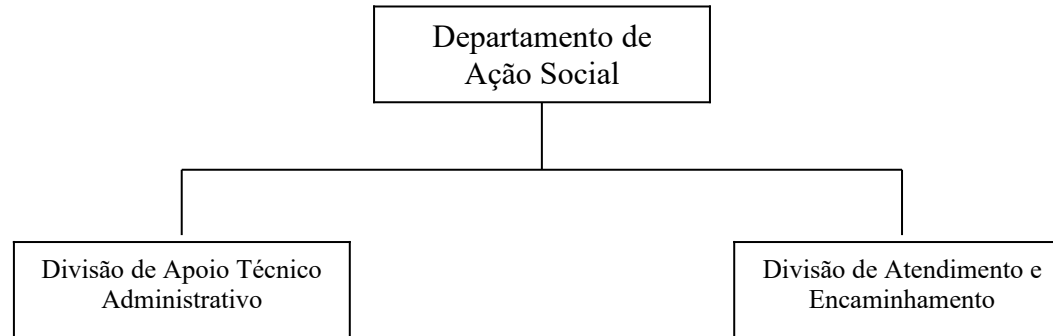 Departamento de
Ação Social
Divisão de Apoio Técnico
Administrativo
Divisão de Atendimento e
Encaminhamento